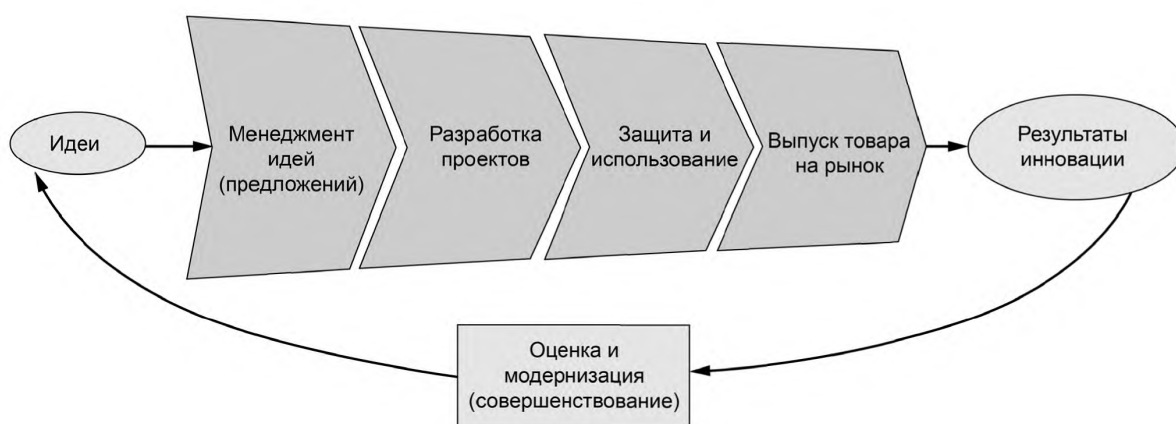 Идеи
Менеджмент
идей
(предложений)
Разработка
проектов
Защита и
использование
Выпуск товара
на рынок
Результаты
инновации
Оценка и
модернизация
(совершенствование)